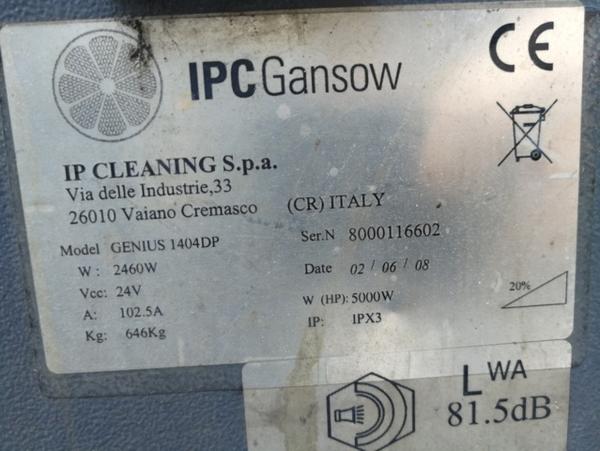 IPCGansow
CE
IP CLEANING S.p.a.
Via delle Industrie,33
26010 Vaiano Cremasco (CR) ITALY
Model GENIUS 1404DP Ser.N 8000116602
W : 2460W Date 02 / 06 / 08
Vcc: 24V W (HP): 5000W 20%
A: 102.5A IP: IPX3
Kg: 646Kg
LWA
81.5dB